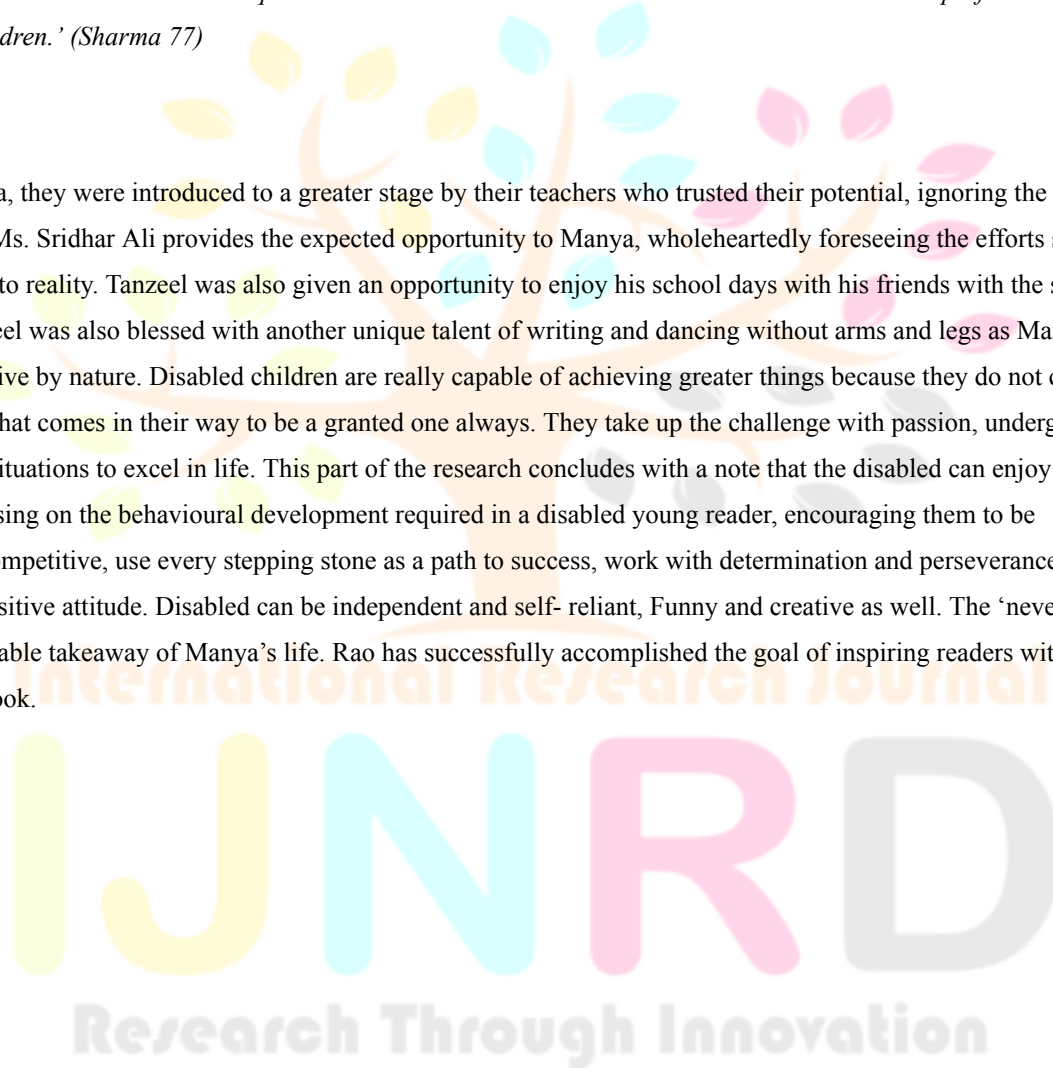 dren.’ (Sharma 77)
a, they were introduced to a greater stage by their teachers who trusted their potential, ignoring the
Ms. Sridhar Ali provides the expected opportunity to Manya, wholeheartedly foreseeing the efforts
to reality. Tanzeel was also given an opportunity to enjoy his school days with his friends with the
eel was also blessed with another unique talent of writing and dancing without arms and legs as Ma
ive by nature. Disabled children are really capable of achieving greater things because they do not
hat comes in their way to be a granted one always. They take up the challenge with passion, underg
ituations to excel in life. This part of the research concludes with a note that the disabled can enjoy
sing on the behavioural development required in a disabled young reader, encouraging them to be
ompetitive, use every stepping stone as a path to success, work with determination and perseverance
sitive attitude. Disabled can be independent and self- reliant, Funny and creative as well. The ‘neve
able takeaway of Manya’s life. Rao has successfully accomplished the goal of inspiring readers wit
ook.
International Research Journal
IJNRD
Research Through Innovation